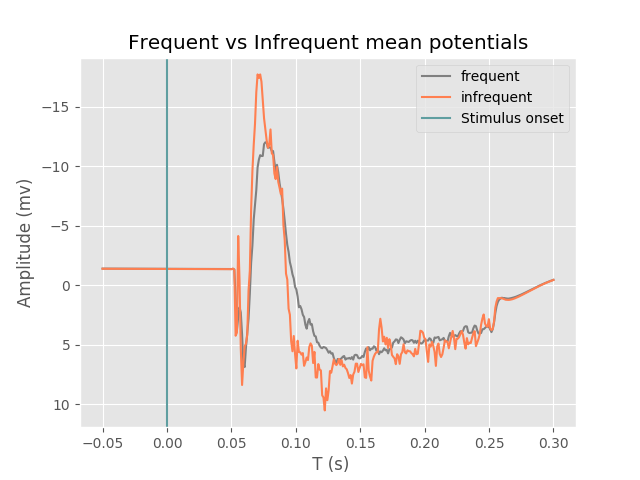 Frequent vs Infrequent mean potentials
frequent
infrequent
Stimulus onset
Amplitude (mv)
−15
−10
−5
0
5
10
−0.05
0.00
0.05
0.10
0.15
0.20
0.25
0.30
T (s)